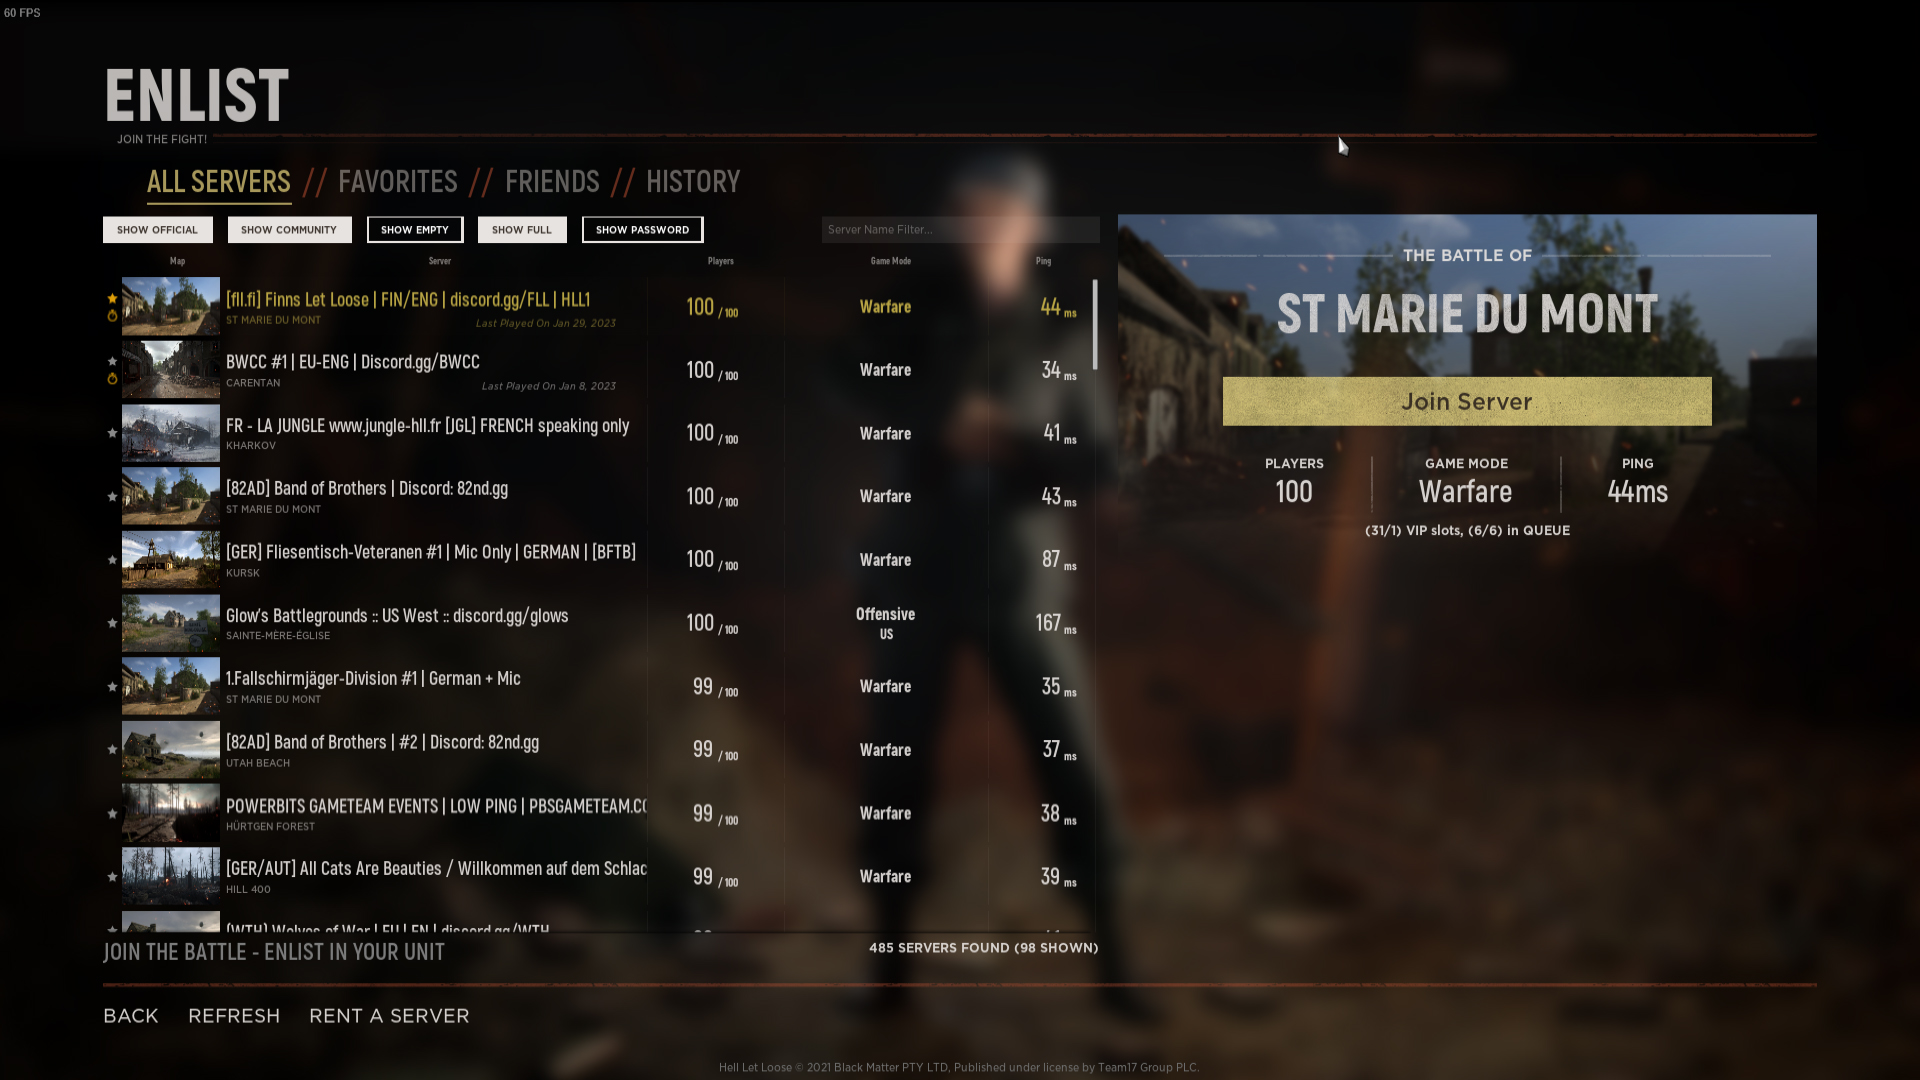 60 FPS
ENLIST
JOIN THE FIGHT!
ALL SERVERS // FAVORITES // FRIENDS // HISTORY
SHOW OFFICIAL SHOW COMMUNITY SHOW EMPTY SHOW FULL SHOW PASSWORD Server Name Filter...
Map Server Players Game Mode Ping
[fll.fi] Finns Let Loose | FIN/ENG | discord.gg/FLL | HLL1 100 / 100 Warfare 44 ms
ST MARIE DU MONT Last Played On Jan 29, 2023
BWCC #1 | EU-ENG | Discord.gg/BWCC 100 / 100 Warfare 34 ms
CARENTAN Last Played On Jan 8, 2023
FR - LA JUNGLE www.jungle-hll.fr [JGL] FRENCH speaking only 100 / 100 Warfare 41 ms
KHARKOV
[82AD] Band of Brothers | Discord: 82nd.gg 100 / 100 Warfare 43 ms
ST MARIE DU MONT
[GER] Fliesentisch-Veteranen #1 | Mic Only | GERMAN | [BFTB] 100 / 100 Warfare 87 ms
KURSK
Glow's Battlegrounds :: US West :: discord.gg/glows 100 / 100 Offensive 167 ms
SAINTE-MÈRE-ÉGLISE US
1.Fallschirmjäger-Division #1 | German + Mic 99 / 100 Warfare 35 ms
ST MARIE DU MONT
[82AD] Band of Brothers | #2 | Discord: 82nd.gg 99 / 100 Warfare 37 ms
UTAH BEACH
POWERBITS GAMETEAM EVENTS | LOW PING | PBSGAMETEAM.CO 99 / 100 Warfare 38 ms
HÜRTGEN FOREST
[GER/AUT] All Cats Are Beauties / Willkommen auf dem Schlac 99 / 100 Warfare 39 ms
HILL 400
(WTH) Wolves of War | EU | EN | discord.gg/WTH
JOIN THE BATTLE - ENLIST IN YOUR UNIT 485 SERVERS FOUND (98 SHOWN)
THE BATTLE OF
ST MARIE DU MONT
Join Server
PLAYERS GAME MODE PING
100 Warfare 44ms
(31/1) VIP slots, (6/6) in QUEUE
BACK REFRESH RENT A SERVER
Hell Let Loose © 2021 Black Matter PTY LTD, Published under license by Team17 Group PLC.